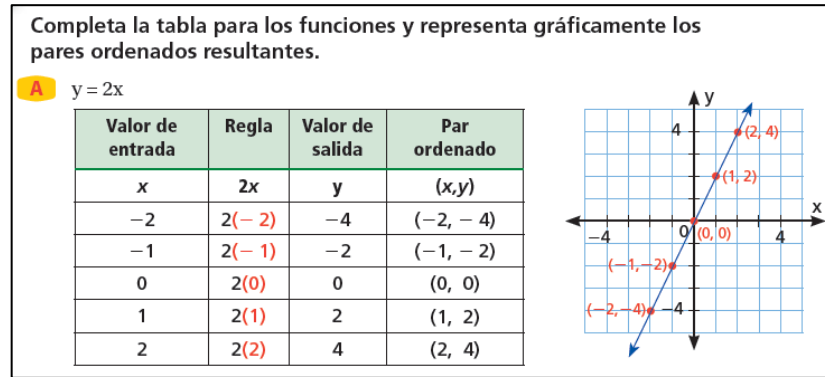 Completa la tabla para los funciones y representa gráficamente los
pares ordenados resultantes.
A y = 2x
Valor de entrada Regla Valor de salida Par ordenado
x 2x y (x,y)
−2 2(− 2) −4 (−2, − 4)
−1 2(− 1) −2 (−1, − 2)
0 2(0) 0 (0, 0)
1 2(1) 2 (1, 2)
2 2(2) 4 (2, 4)
y
4 (2, 4)
(1, 2)
x
−4 0 (0, 0) 4
(−1,−2)
(−2,−4) −4